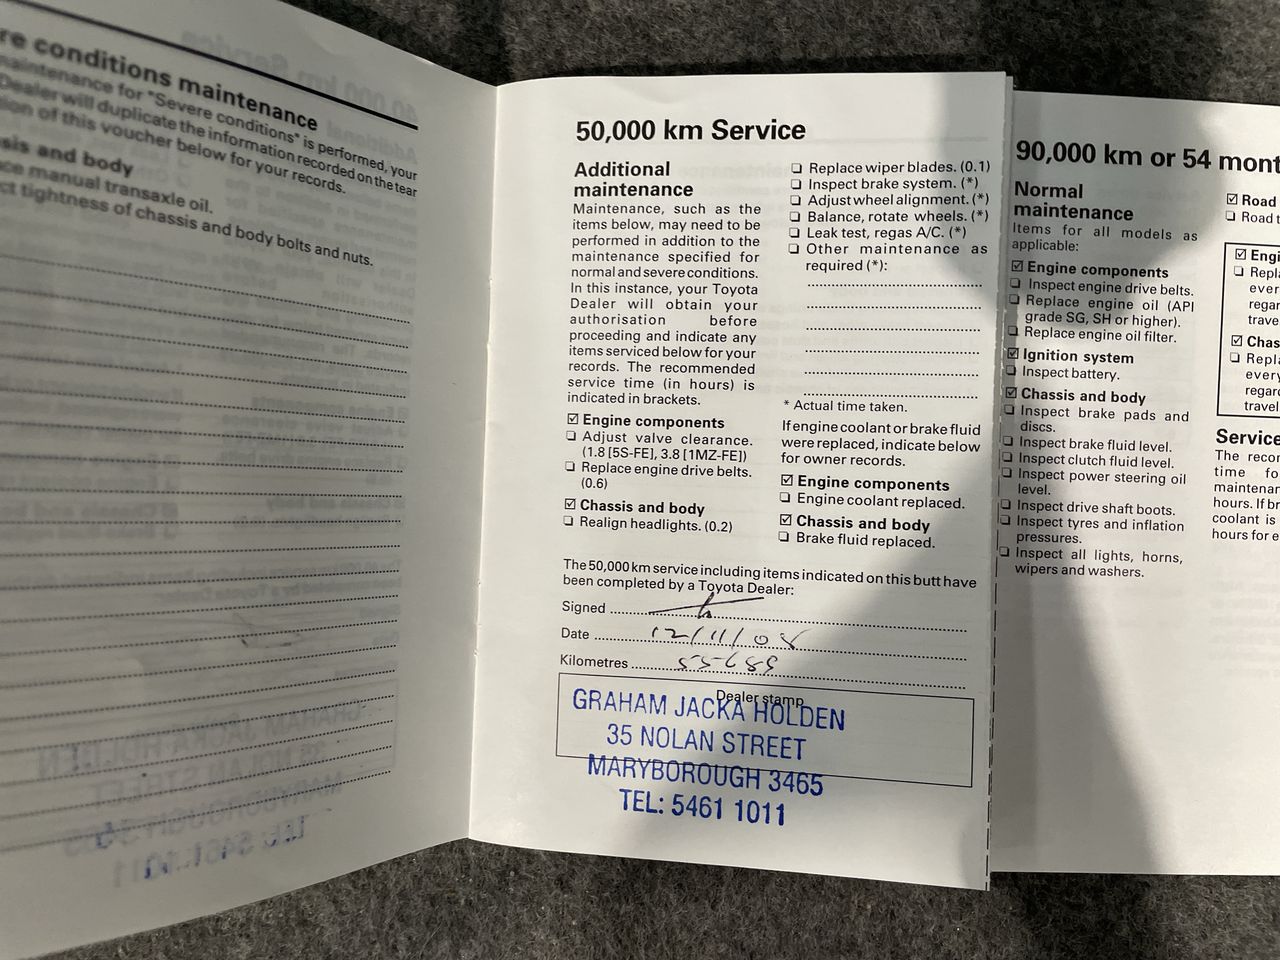 re conditions maintenance
maintenance for "Severe conditions" is performed, your
Dealer will duplicate the information recorded on the tear
tion of this voucher below for your records.
sis and body
ce manual transaxle oil.
ct tightness of chassis and body bolts and nuts.
50,000 km Service
Additional
maintenance
Maintenance, such as the
items below, may need to be
performed in addition to the
maintenance specified for
normal and severe conditions.
In this instance, your Toyota
Dealer will obtain your
authorisation before
proceeding and indicate any
items serviced below for your
records. The recommended
service time (in hours) is
indicated in brackets.
☑ Engine components
❑ Adjust valve clearance.
(1.8 [5S-FE], 3.8 [1MZ-FE])
❑ Replace engine drive belts.
(0.6)
☑ Chassis and body
❑ Realign headlights. (0.2)
❑ Replace wiper blades. (0.1)
❑ Inspect brake system. (*)
❑ Adjust wheel alignment. (*)
❑ Balance, rotate wheels. (*)
❑ Leak test, regas A/C. (*)
❑ Other maintenance as
required (*):
* Actual time taken.
If engine coolant or brake fluid
were replaced, indicate below
for owner records.
☑ Engine components
❑ Engine coolant replaced.
☑ Chassis and body
❑ Brake fluid replaced.
The 50,000 km service including items indicated on this butt have
been completed by a Toyota Dealer:
Signed
Date 12/11/08
Kilometres
Dealer stamp
GRAHAM JACKA HOLDEN
35 NOLAN STREET
MARYBOROUGH 3465
TEL: 5461 1011
90,000 km or 54 mont
Normal
maintenance
Items for all models as
applicable:
☑ Engine components
❑ Inspect engine drive belts.
❑ Replace engine oil (API
grade SG, SH or higher).
❑ Replace engine oil filter.
☑ Ignition system
❑ Inspect battery.
☑ Chassis and body
❑ Inspect brake pads and
discs.
❑ Inspect brake fluid level.
❑ Inspect clutch fluid level.
❑ Inspect power steering oil
level.
❑ Inspect drive shaft boots.
❑ Inspect tyres and inflation
pressures.
❑ Inspect all lights, horns,
wipers and washers.
☑ Road
❑ Road t
☑ Engi
❑ Repla
every
regar
trave
☑ Chas
❑ Repla
every
regard
travel
Service
The recor
time fo
maintenan
hours. If br
coolant is
hours for e